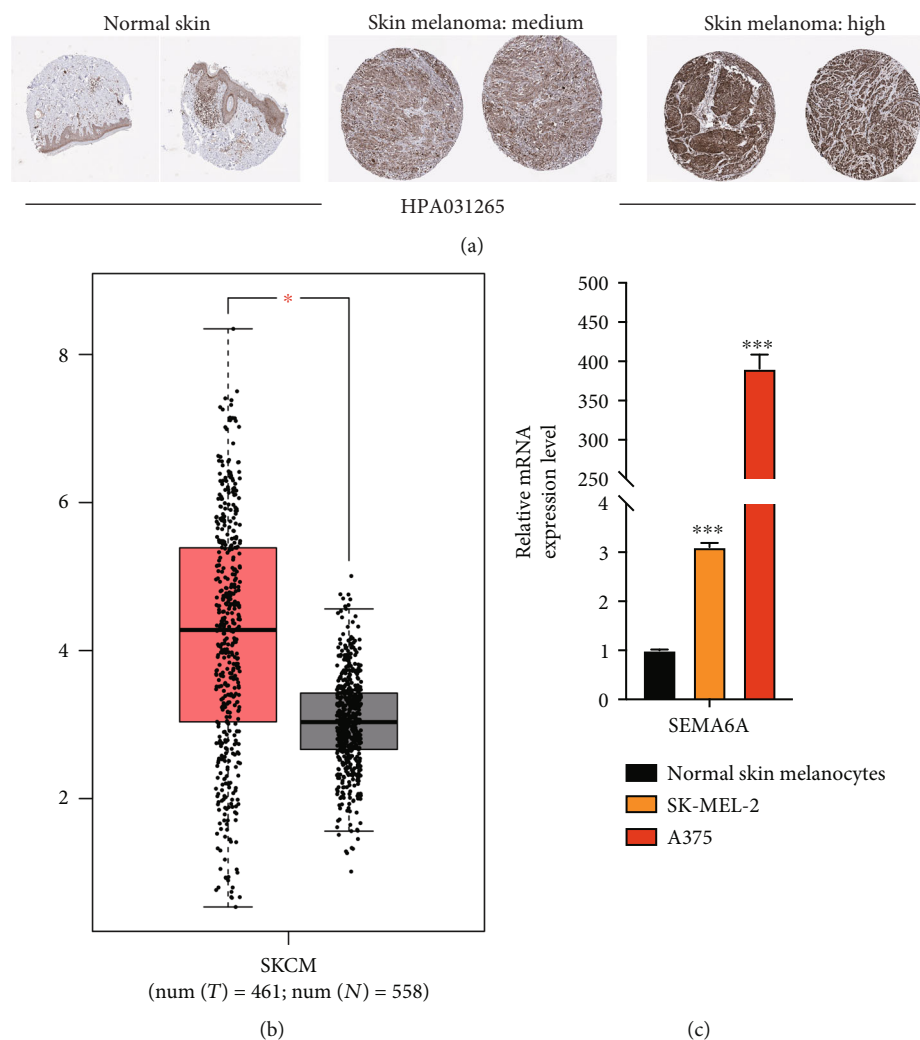 Normal skin
Skin melanoma: medium
Skin melanoma: high
HPA031265
(a)
8
6
4
2
*
SKCM
(num (T) = 461; num (N) = 558)
(b)
Relative mRNA
expression level
500
450
400
350
300
250
4
3
2
1
0
***
***
SEMA6A
Normal skin melanocytes
SK-MEL-2
A375
(c)